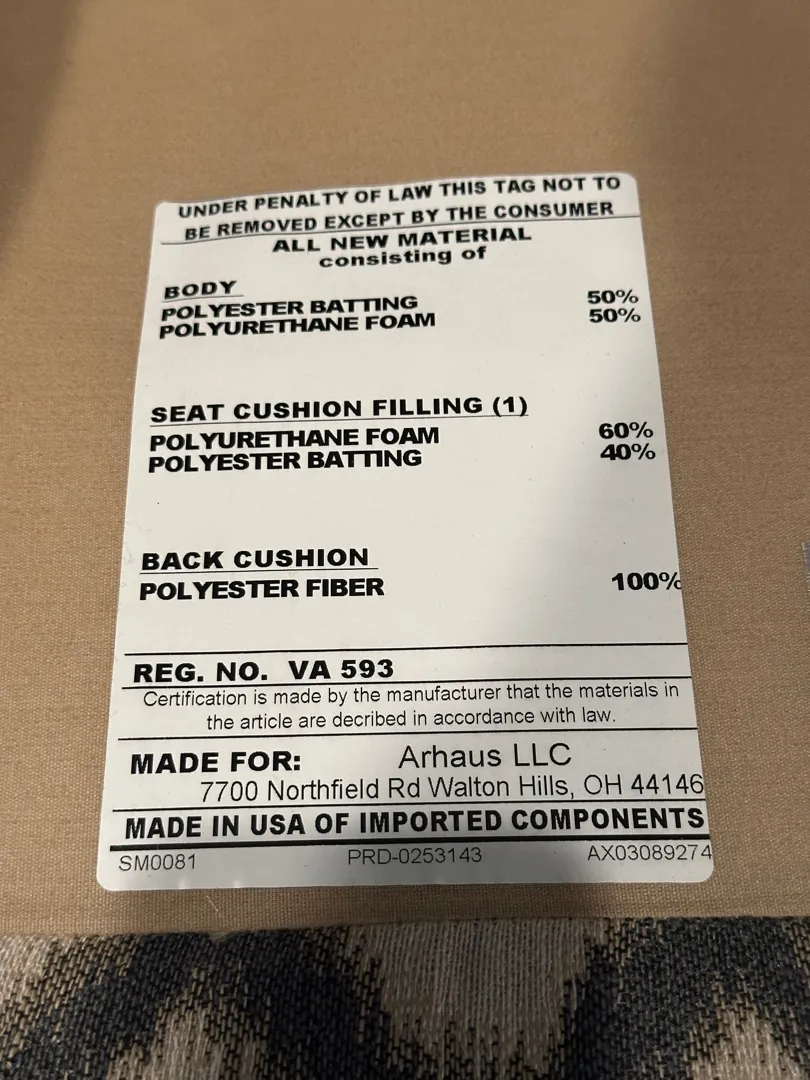 UNDER PENALTY OF LAW THIS TAG NOT TO
BE REMOVED EXCEPT BY THE CONSUMER
ALL NEW MATERIAL
consisting of
BODY
POLYESTER BATTING 50%
POLYURETHANE FOAM 50%
SEAT CUSHION FILLING (1)
POLYURETHANE FOAM 60%
POLYESTER BATTING 40%
BACK CUSHION
POLYESTER FIBER 100%
REG. NO. VA 593
Certification is made by the manufacturer that the materials in
the article are decribed in accordance with law.
MADE FOR: Arhaus LLC
7700 Northfield Rd Walton Hills, OH 44146
MADE IN USA OF IMPORTED COMPONENTS
SM0081 PRD-0253143 AX03089274